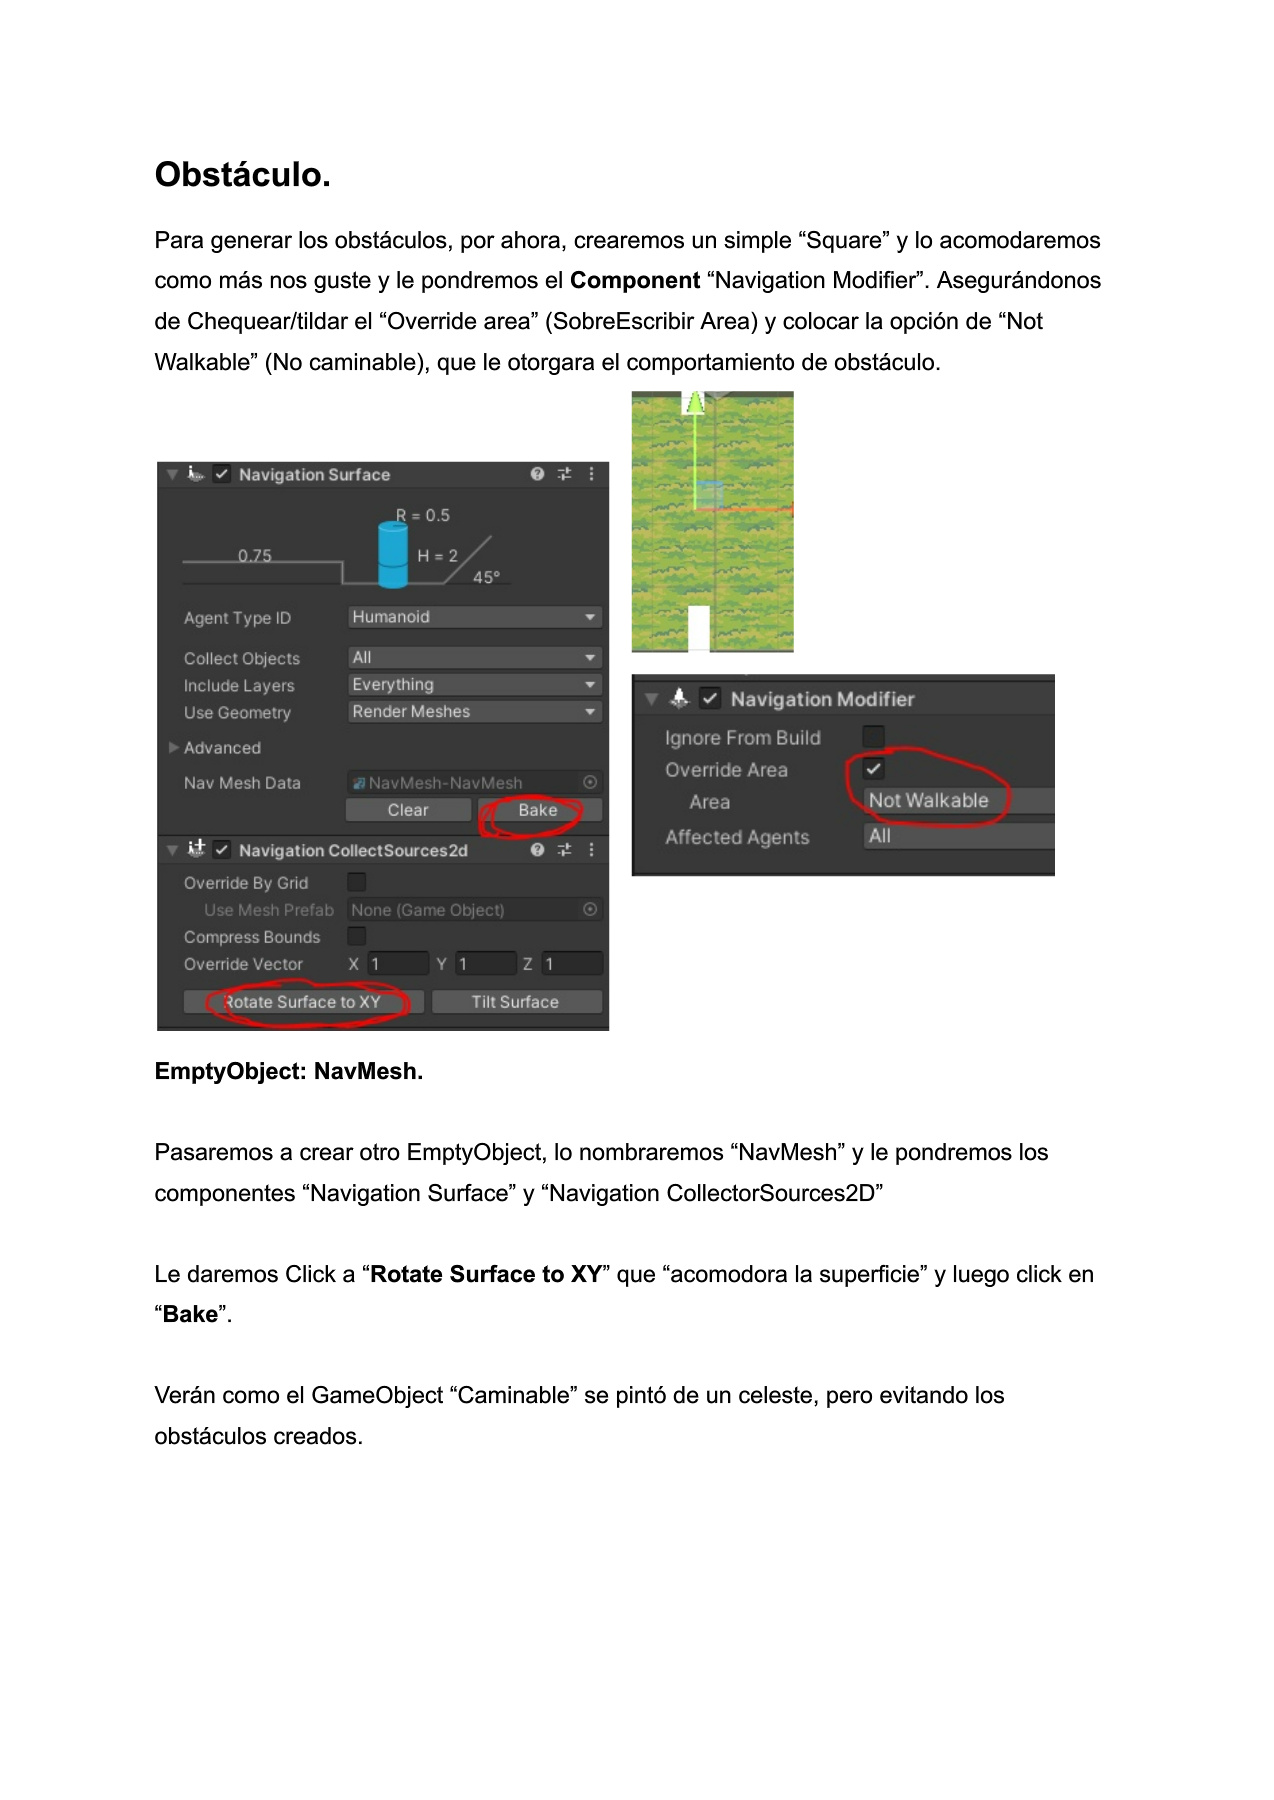 Obstáculo.
Para generar los obstáculos, por ahora, crearemos un simple “Square” y lo acomodaremos
como más nos guste y le pondremos el Component “Navigation Modifier”. Asegurándonos
de Chequear/tildar el “Override area” (SobreEscribir Area) y colocar la opción de “Not
Walkable” (No caminable), que le otorgara el comportamiento de obstáculo.
Navigation Surface
R = 0.5
0.75
H = 2
45°
Agent Type ID Humanoid
Collect Objects All
Include Layers Everything
Use Geometry Render Meshes
Advanced
Nav Mesh Data NavMesh-NavMesh
Clear Bake
Navigation CollectSources2d
Override By Grid
Use Mesh Prefab None (Game Object)
Compress Bounds
Override Vector X 1 Y 1 Z 1
Rotate Surface to XY Tilt Surface
Navigation Modifier
Ignore From Build
Override Area
Area Not Walkable
Affected Agents All
EmptyObject: NavMesh.
Pasaremos a crear otro EmptyObject, lo nombraremos “NavMesh” y le pondremos los
componentes “Navigation Surface” y “Navigation CollectorSources2D”
Le daremos Click a “Rotate Surface to XY” que “acomodora la superficie” y luego click en
“Bake”.
Verán como el GameObject “Caminable” se pintó de un celeste, pero evitando los
obstáculos creados.